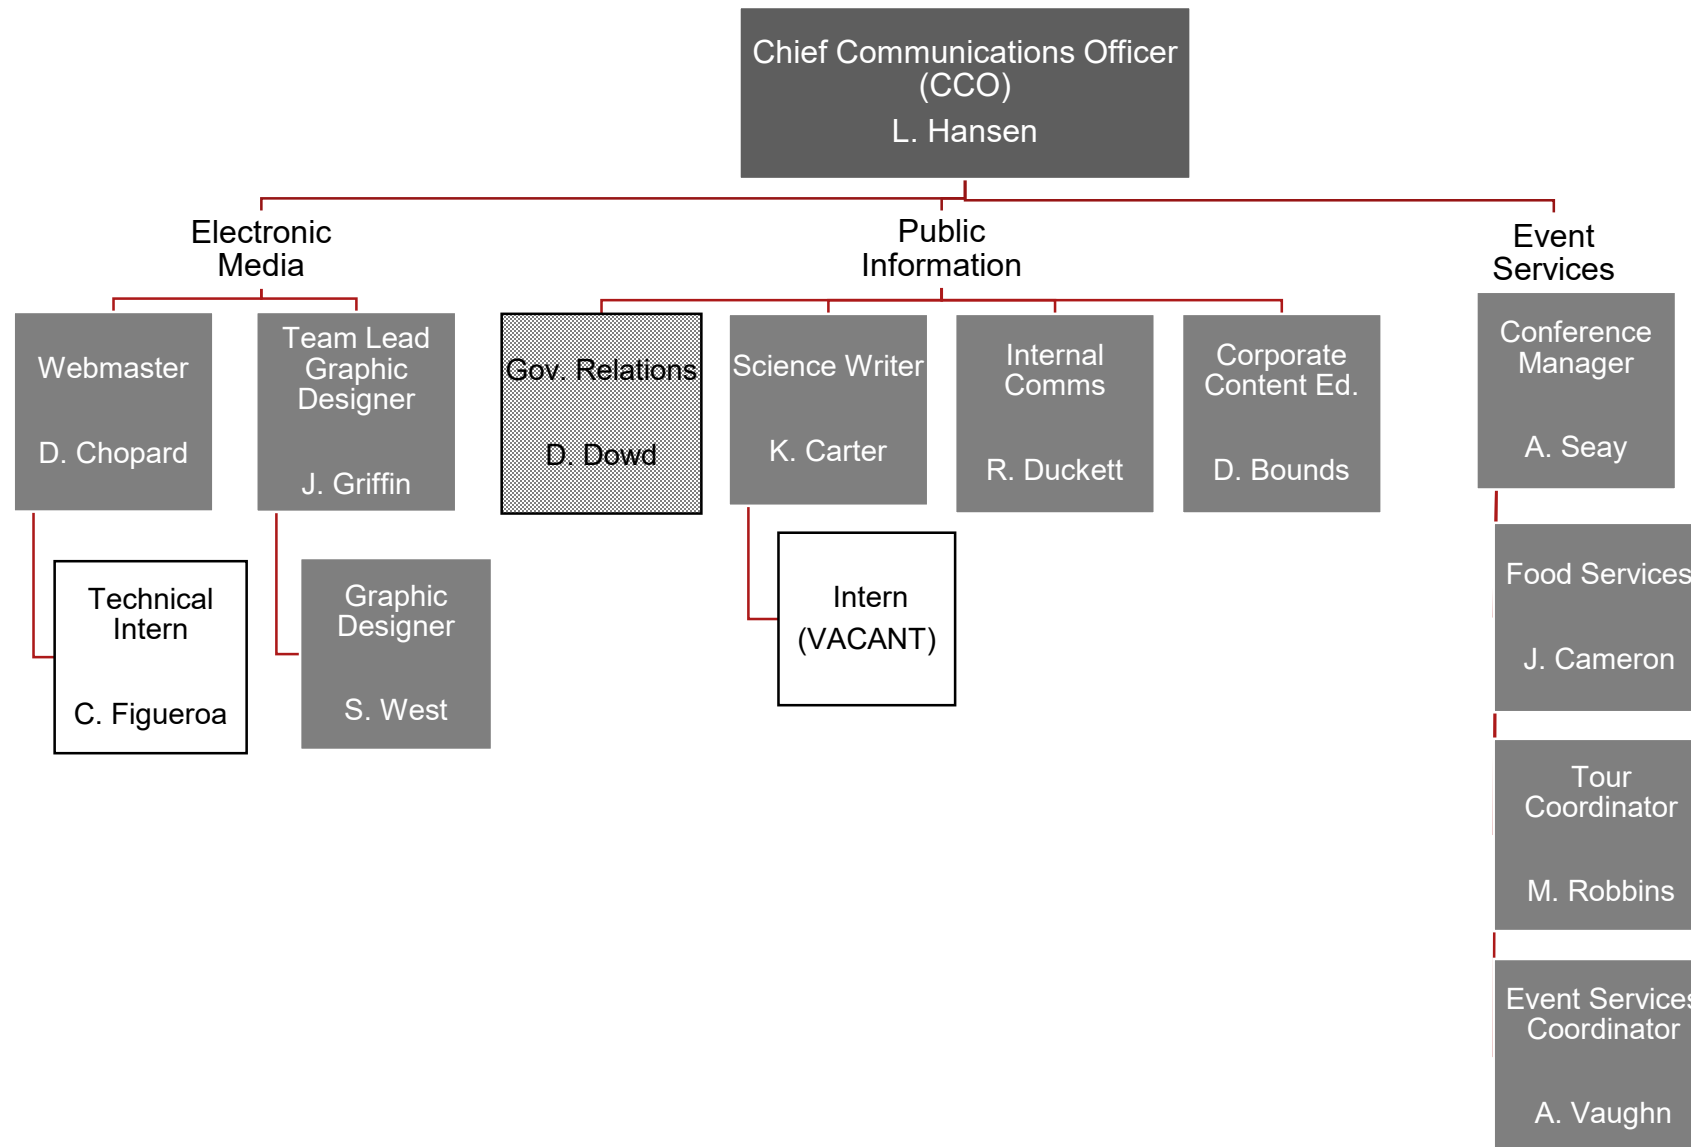 Chief Communications Officer
(CCO)
L. Hansen
Electronic
Media
Public
Information
Event
Services
Webmaster
D. Chopard
Team Lead
Graphic
Designer
J. Griffin
Gov. Relations
D. Dowd
Science Writer
K. Carter
Internal
Comms
R. Duckett
Corporate
Content Ed.
D. Bounds
Conference
Manager
A. Seay
Technical
Intern
C. Figueroa
Graphic
Designer
S. West
Intern
(VACANT)
Food Services
J. Cameron
Tour
Coordinator
M. Robbins
Event Services
Coordinator
A. Vaughn